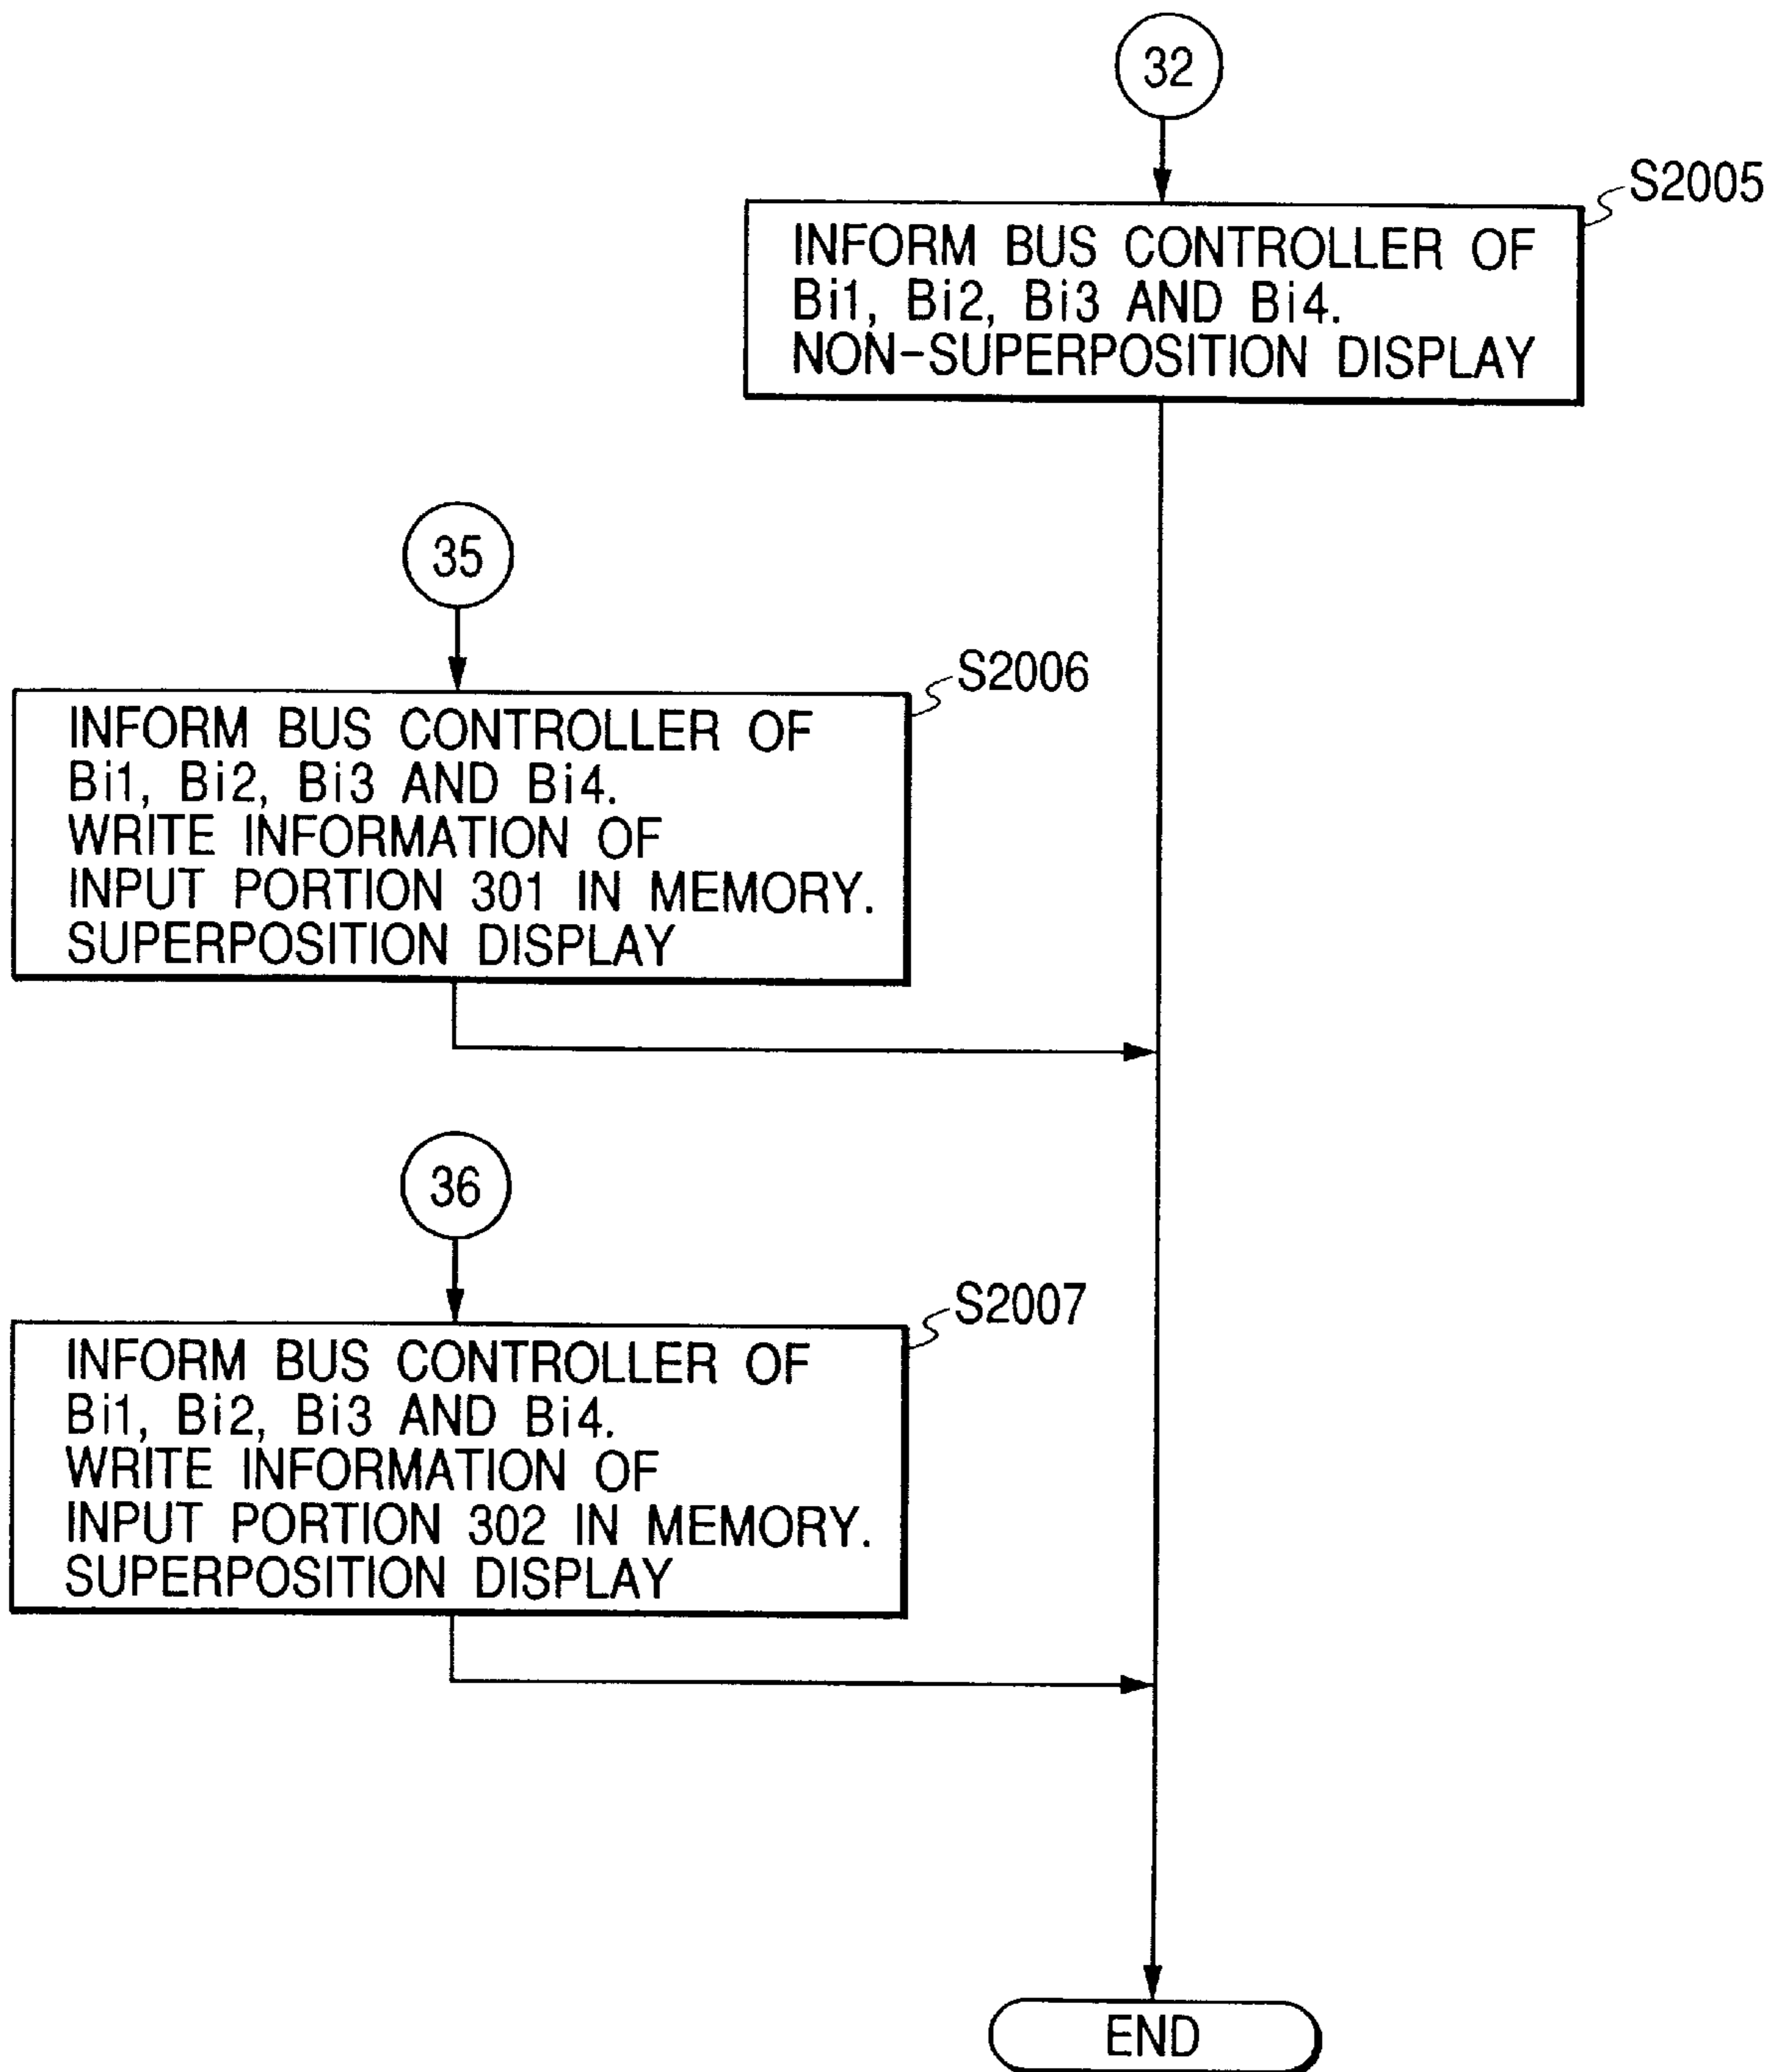 32
S2005
INFORM BUS CONTROLLER OF
Bi1, Bi2, Bi3 AND Bi4.
NON-SUPERPOSITION DISPLAY
35
S2006
INFORM BUS CONTROLLER OF
Bi1, Bi2, Bi3 AND Bi4.
WRITE INFORMATION OF
INPUT PORTION 301 IN MEMORY.
SUPERPOSITION DISPLAY
36
S2007
INFORM BUS CONTROLLER OF
Bi1, Bi2, Bi3 AND Bi4.
WRITE INFORMATION OF
INPUT PORTION 302 IN MEMORY.
SUPERPOSITION DISPLAY
END